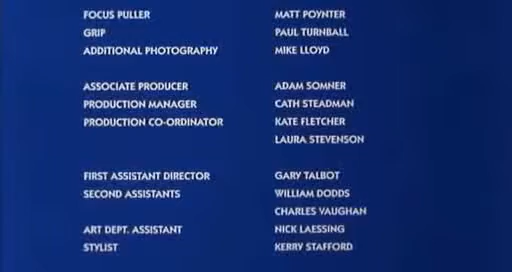 FOCUS PULLER MATT POYNTER
GRIP PAUL TURNBALL
ADDITIONAL PHOTOGRAPHY MIKE LLOYD
ASSOCIATE PRODUCER ADAM SOMNER
PRODUCTION MANAGER CATH STEADMAN
PRODUCTION CO-ORDINATOR KATE FLETCHER
LAURA STEVENSON
FIRST ASSISTANT DIRECTOR GARY TALBOT
SECOND ASSISTANTS WILLIAM DODDS
CHARLES VAUGHAN
ART DEPT. ASSISTANT NICK LAESSING
STYLIST KERRY STAFFORD